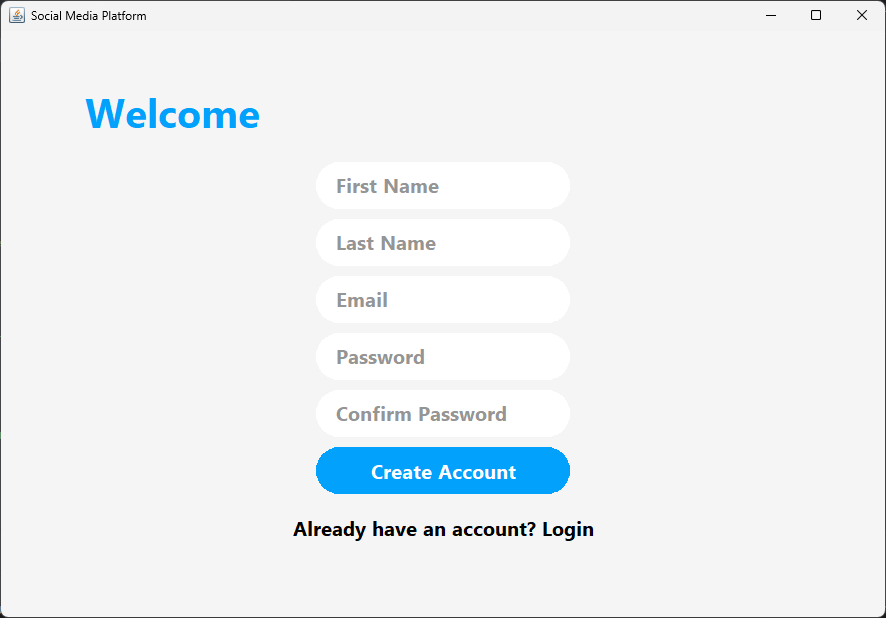 Social Media Platform
Welcome
First Name
Last Name
Email
Password
Confirm Password
Create Account
Already have an account? Login